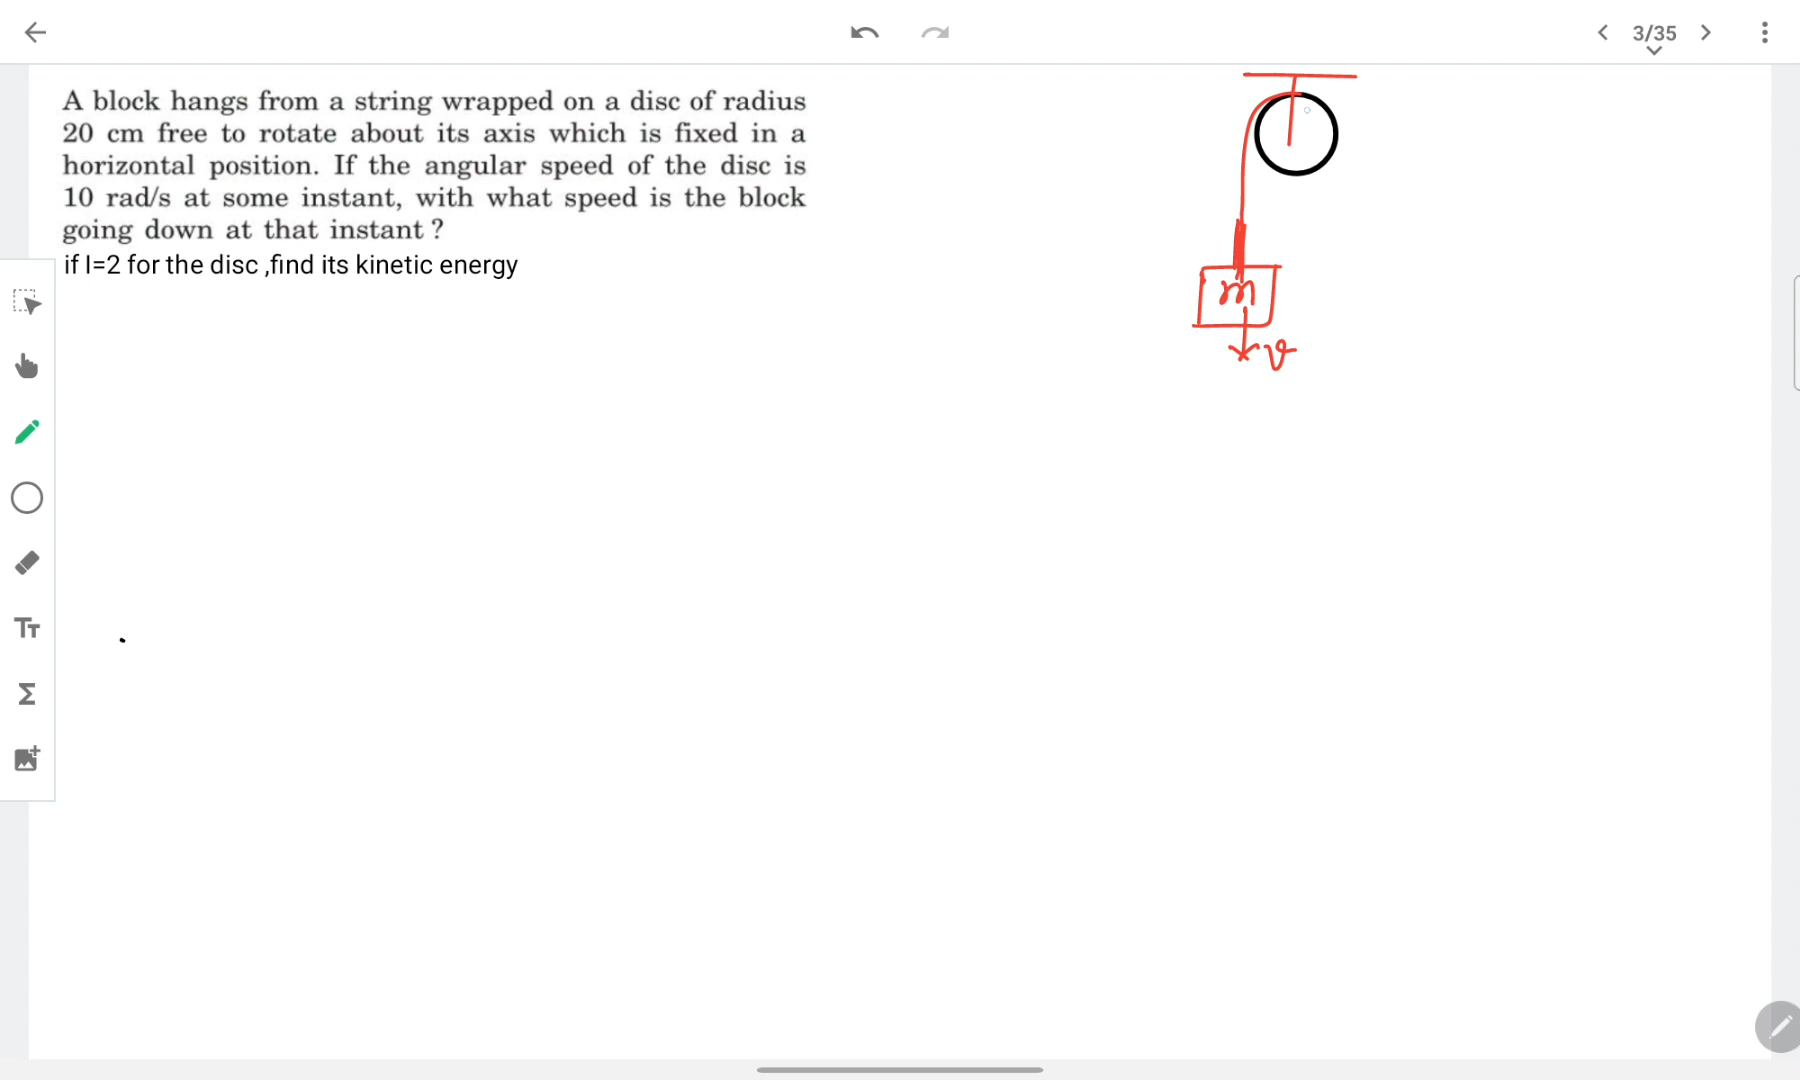 3/35
A block hangs from a string wrapped on a disc of radius
20 cm free to rotate about its axis which is fixed in a
horizontal position. If the angular speed of the disc is
10 rad/s at some instant, with what speed is the block
going down at that instant ?
if I=2 for the disc ,find its kinetic energy
m
v
TT
Σ